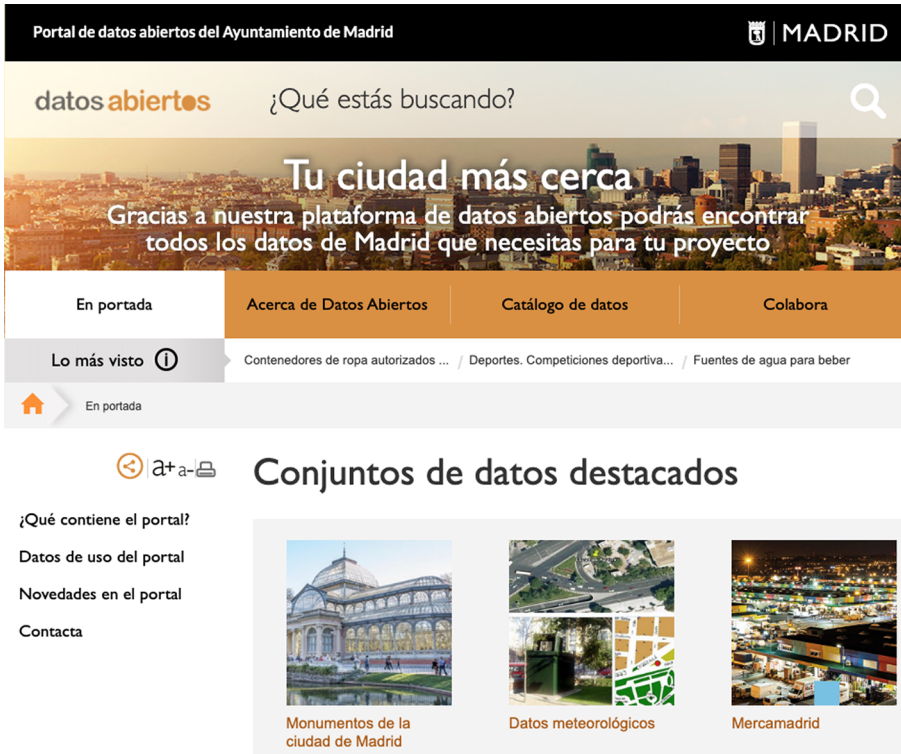 Portal de datos abiertos del Ayuntamiento de Madrid
MADRID
datos abiertos
¿Qué estás buscando?
Tu ciudad más cerca
Gracias a nuestra plataforma de datos abiertos podrás encontrar
todos los datos de Madrid que necesitas para tu proyecto
En portada
Acerca de Datos Abiertos
Catálogo de datos
Colabora
Lo más visto
Contenedores de ropa autorizados ... / Deportes. Competiciones deportiva... / Fuentes de agua para beber
En portada
a+ a-
Conjuntos de datos destacados
¿Qué contiene el portal?
Datos de uso del portal
Novedades en el portal
Contacta
Monumentos de la
ciudad de Madrid
Datos meteorológicos
Mercamadrid